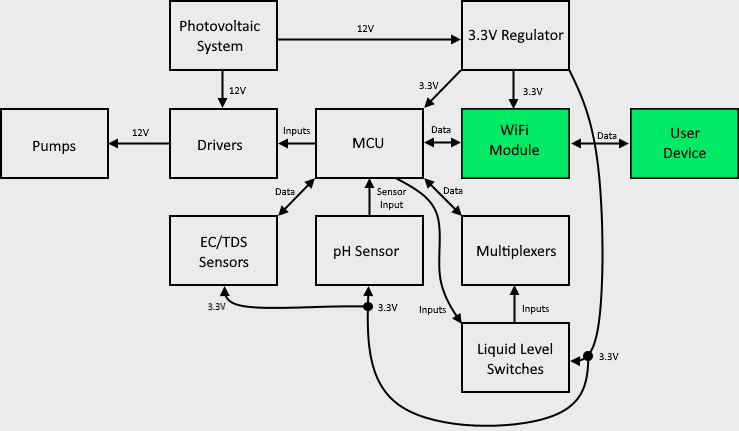 Photovoltaic
System
12V
3.3V Regulator
12V
3.3V
3.3V
Pumps
12V
Drivers
Inputs
MCU
Data
WiFi
Module
Data
User
Device
Data
Sensor
Input
Data
EC/TDS
Sensors
pH Sensor
Multiplexers
3.3V
3.3V
Inputs
Inputs
Liquid Level
Switches
3.3V